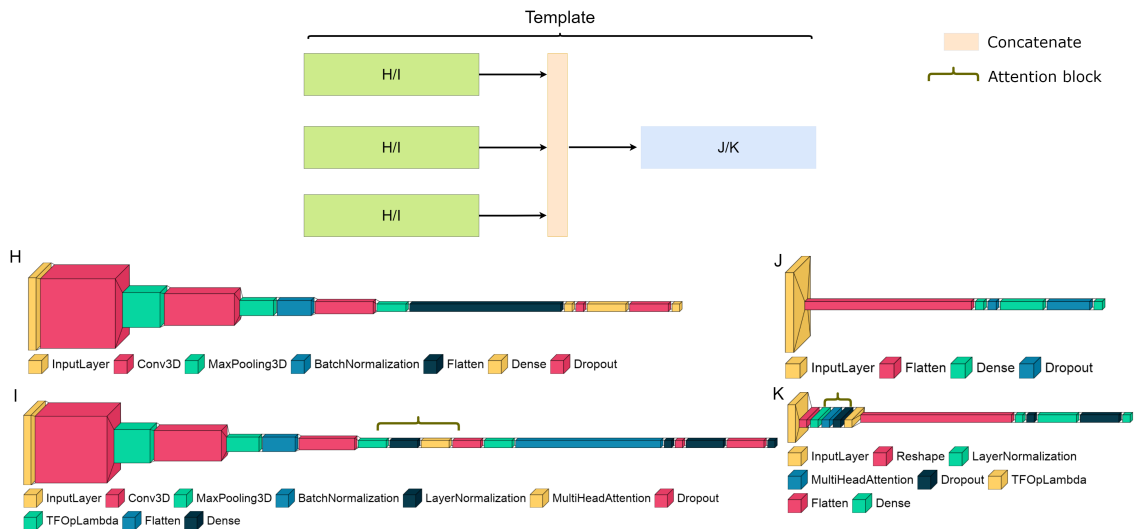 Template
Concatenate
Attention block
H/I
H/I
J/K
H/I
H
InputLayer Conv3D MaxPooling3D BatchNormalization Flatten Dense Dropout
J
InputLayer Flatten Dense Dropout
I
InputLayer Conv3D MaxPooling3D BatchNormalization LayerNormalization MultiHeadAttention Dropout
TFOpLambda Flatten Dense
K
InputLayer Reshape LayerNormalization
MultiHeadAttention Dropout TFOpLambda
Flatten Dense